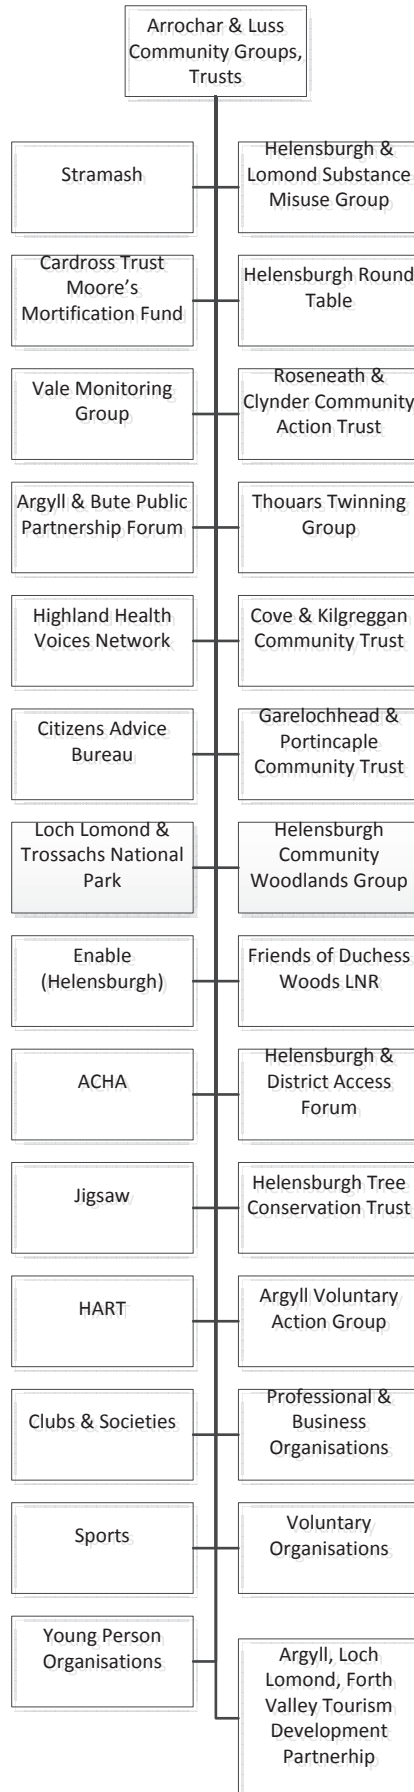 Arrochar & Luss
Community Groups,
Trusts
Stramash
Helensburgh &
Lomond Substance
Misuse Group
Cardross Trust
Moore's
Mortification Fund
Helensburgh Round
Table
Vale Monitoring
Group
Roseneath &
Clynder Community
Action Trust
Argyll & Bute Public
Partnership Forum
Thouars Twinning
Group
Highland Health
Voices Network
Cove & Kilgreggan
Community Trust
Citizens Advice
Bureau
Garelochhead &
Portincaple
Community Trust
Loch Lomond &
Trossachs National
Park
Helensburgh
Community
Woodlands Group
Enable
(Helensburgh)
Friends of Duchess
Woods LNR
ACHA
Helensburgh &
District Access
Forum
Jigsaw
Helensburgh Tree
Conservation Trust
HART
Argyll Voluntary
Action Group
Clubs & Societies
Professional &
Business
Organisations
Sports
Voluntary
Organisations
Young Person
Organisations
Argyll, Loch
Lomond, Forth
Valley Tourism
Development
Partnerhip